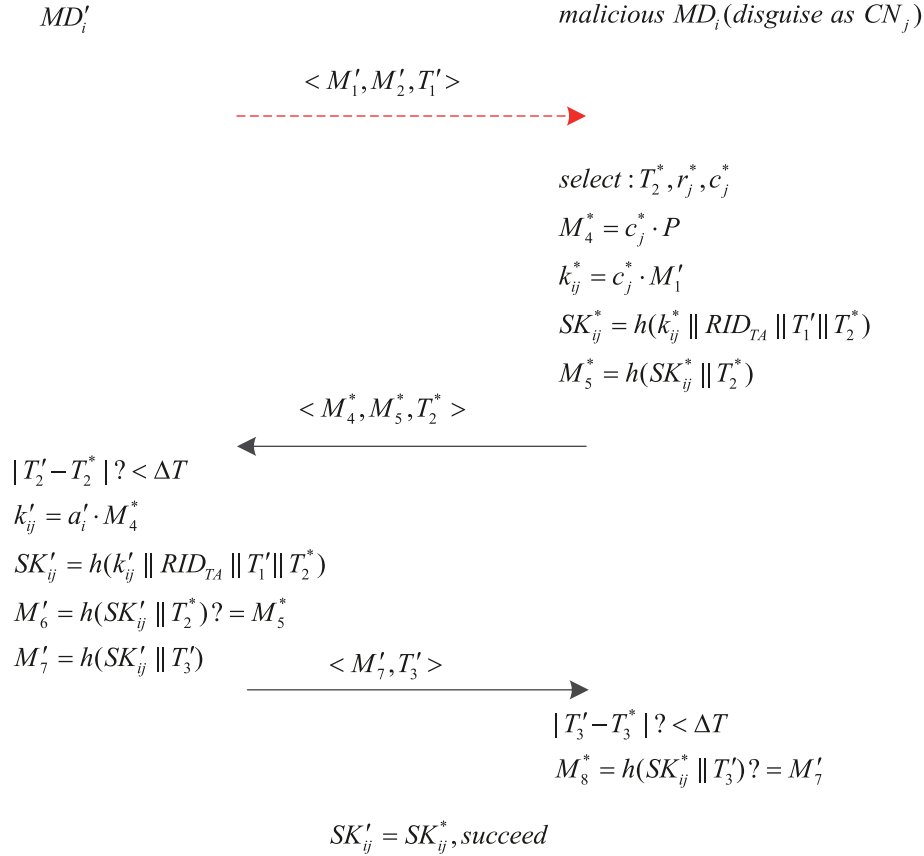 MD′_i
malicious MD_i(disguise as CN_j)
< M′_1, M′_2, T′_1 >
select : T*_2, r*_j, c*_j
M*_4 = c*_j · P
k*_ij = c*_j · M′_1
SK*_ij = h(k*_ij || RID_TA || T′_1 || T*_2)
M*_5 = h(SK*_ij || T*_2)
< M*_4, M*_5, T*_2 >
| T′_2 − T*_2 | ? < ΔT
k′_ij = a′_i · M*_4
SK′_ij = h(k′_ij || RID_TA || T′_1 || T*_2)
M′_6 = h(SK′_ij || T*_2)? = M*_5
M′_7 = h(SK′_ij || T′_3)
< M′_7, T′_3 >
| T′_3 − T*_3 | ? < ΔT
M*_8 = h(SK*_ij || T′_3)? = M′_7
SK′_ij = SK*_ij, succeed